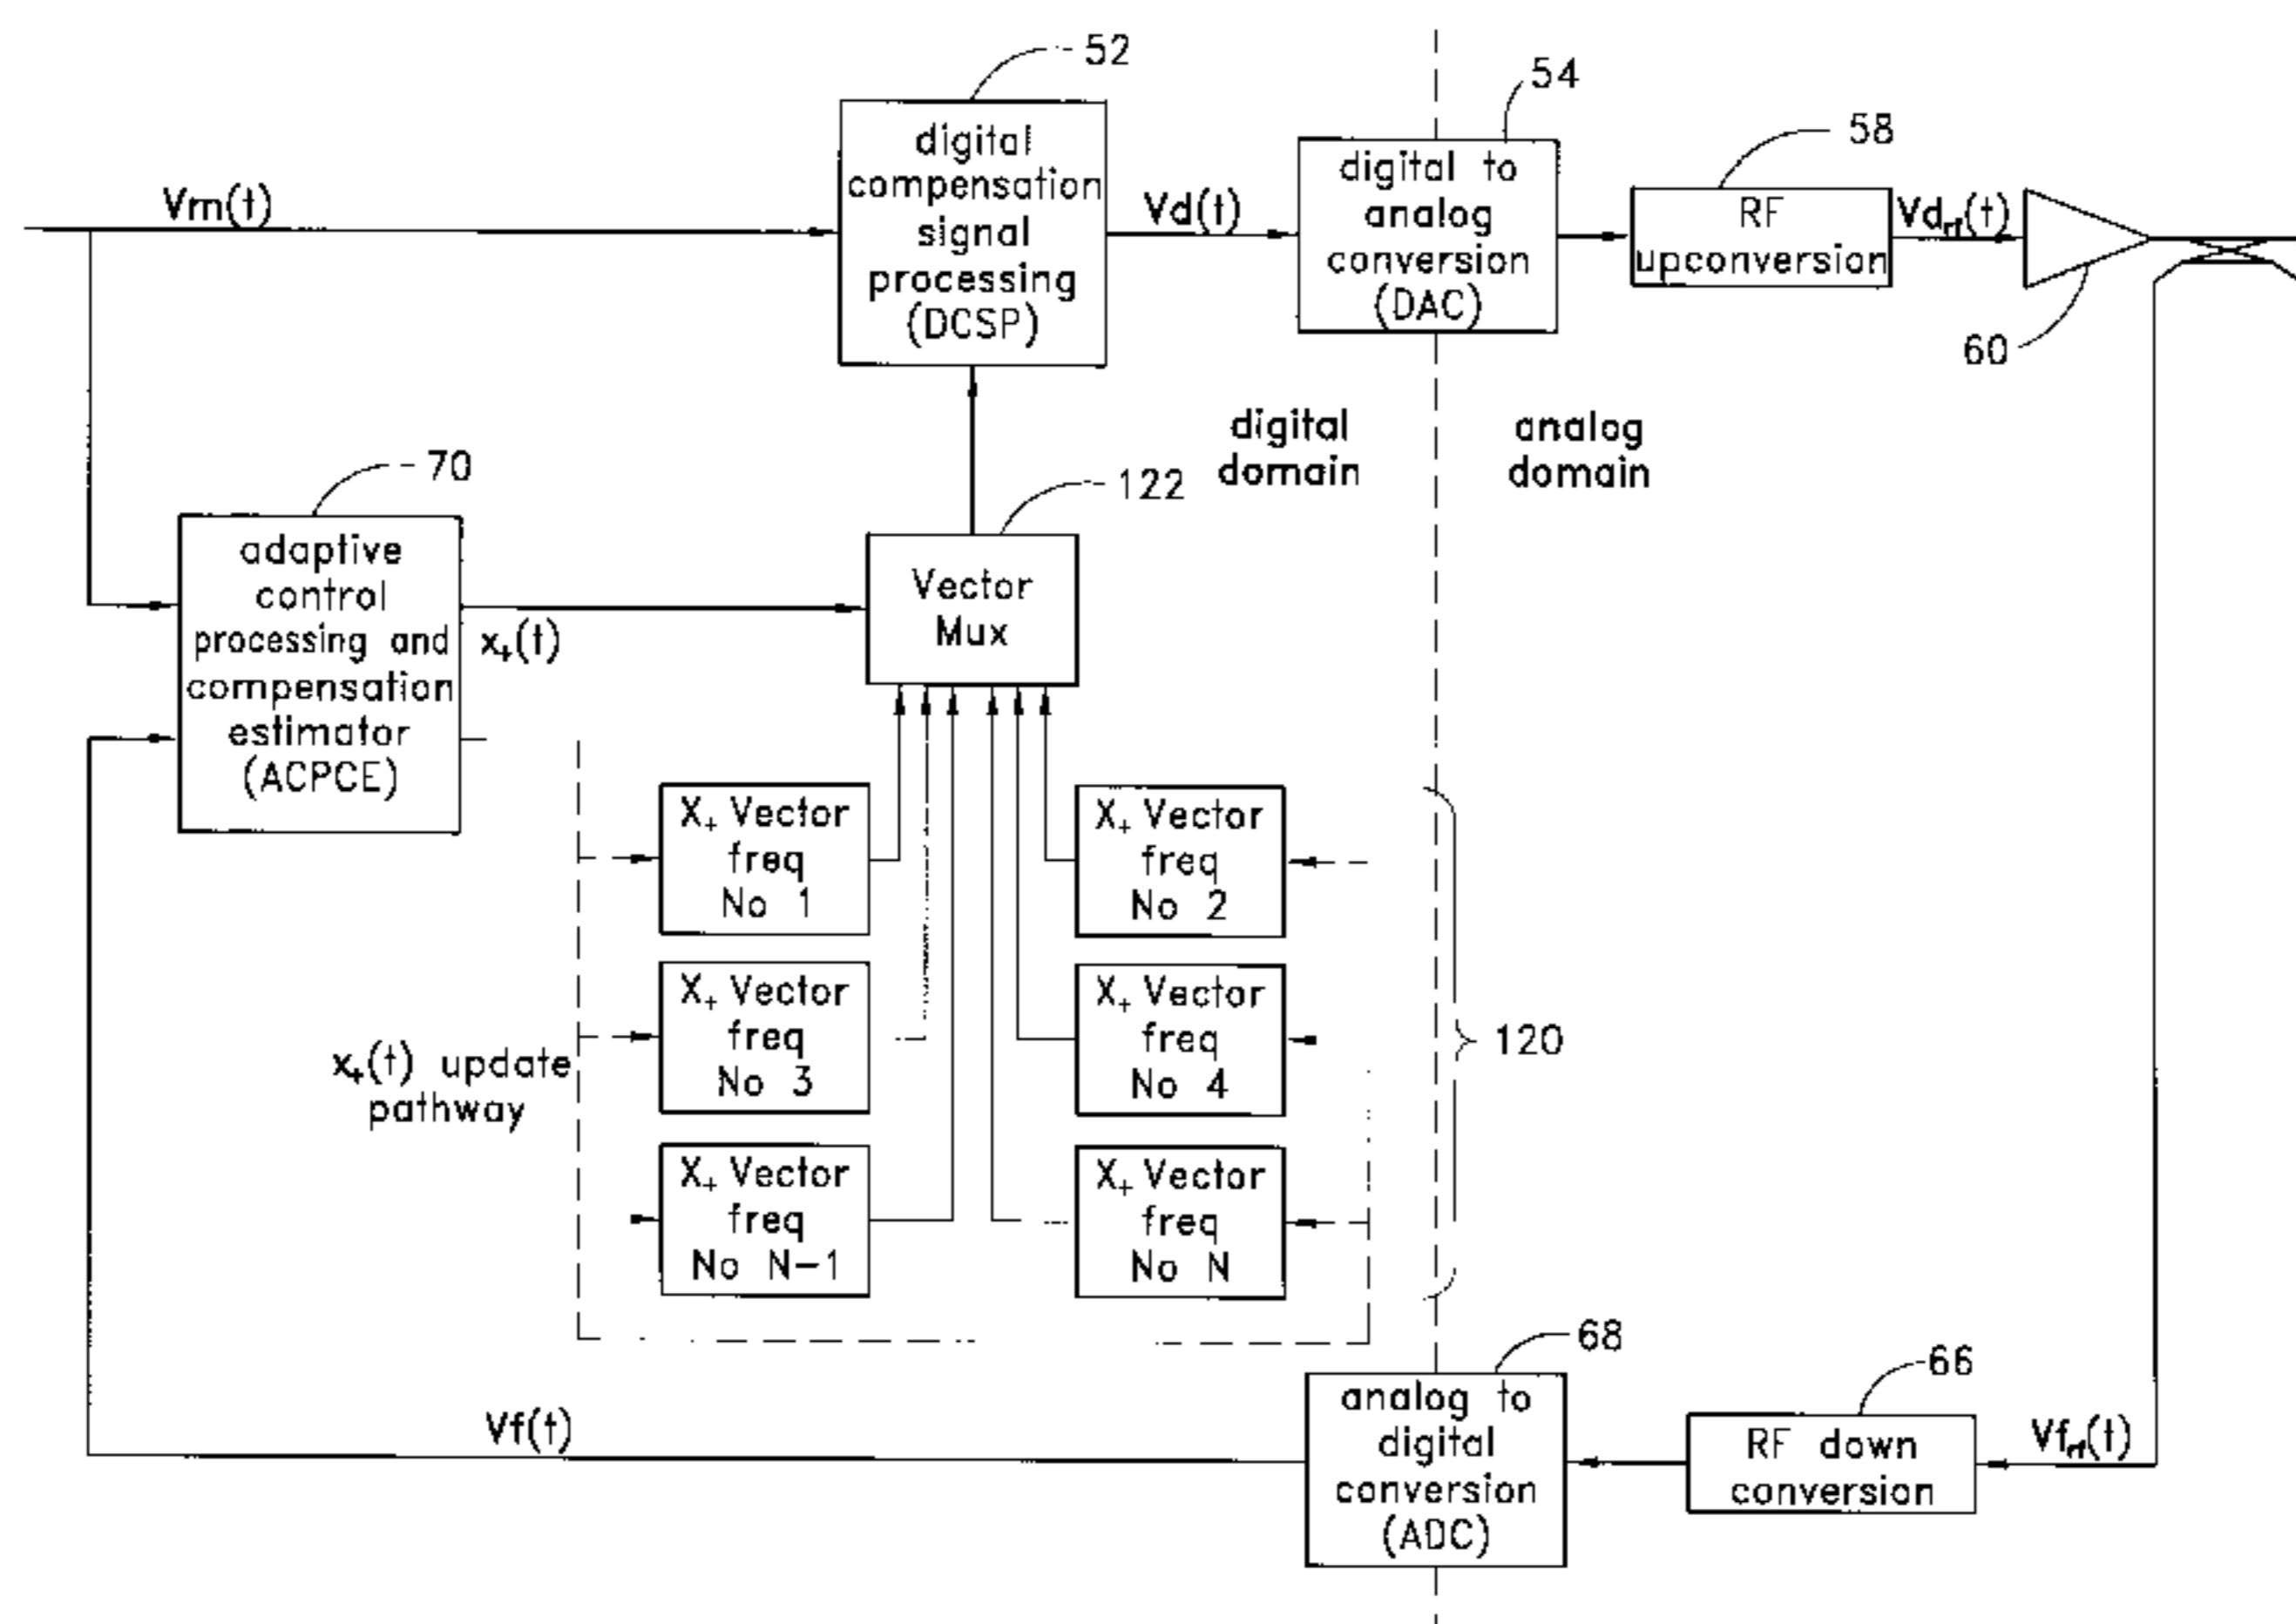 52
54
58
digital
compensation
signal
processing
(DCSP)
digital to
analog
conversion
(DAC)
RF
upconversion
Vm(t)
Vd(t)
Vd_rf(t)
60
digital
domain
analog
domain
70
122
adaptive
control
processing and
compensation
estimator
(ACPCE)
x₊(t)
Vector
Mux
X₊ Vector
freq
No 1
X₊ Vector
freq
No 2
X₊ Vector
freq
No 3
X₊ Vector
freq
No 4
120
x₊(t) update
pathway
X₊ Vector
freq
No N-1
X₊ Vector
freq
No N
68
66
analog to
digital
conversion
(ADC)
RF down
conversion
Vf(t)
Vf_rf(t)